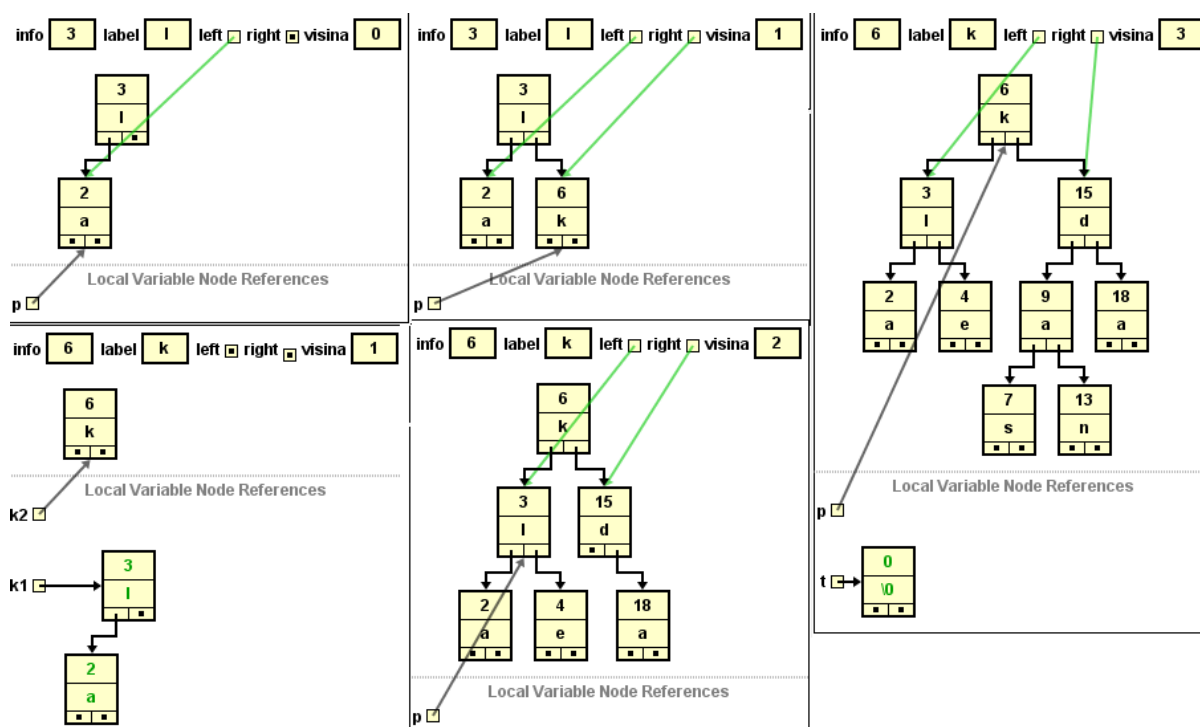 info 3 label l left right visina 0
3
l
2
a
Local Variable Node References
p
info 3 label l left right visina 1
3
l
2 6
a k
Local Variable Node References
p
info 6 label k left right visina 3
6
k
3 15
l d
2 4 9 18
a e a a
7 13
s n
Local Variable Node References
p
0
t \0
info 6 label k left right visina 1
6
k
Local Variable Node References
k2
3
k1
l
2
a
info 6 label k left right visina 2
6
k
3 15
l d
2 4 18
a e a
Local Variable Node References
p